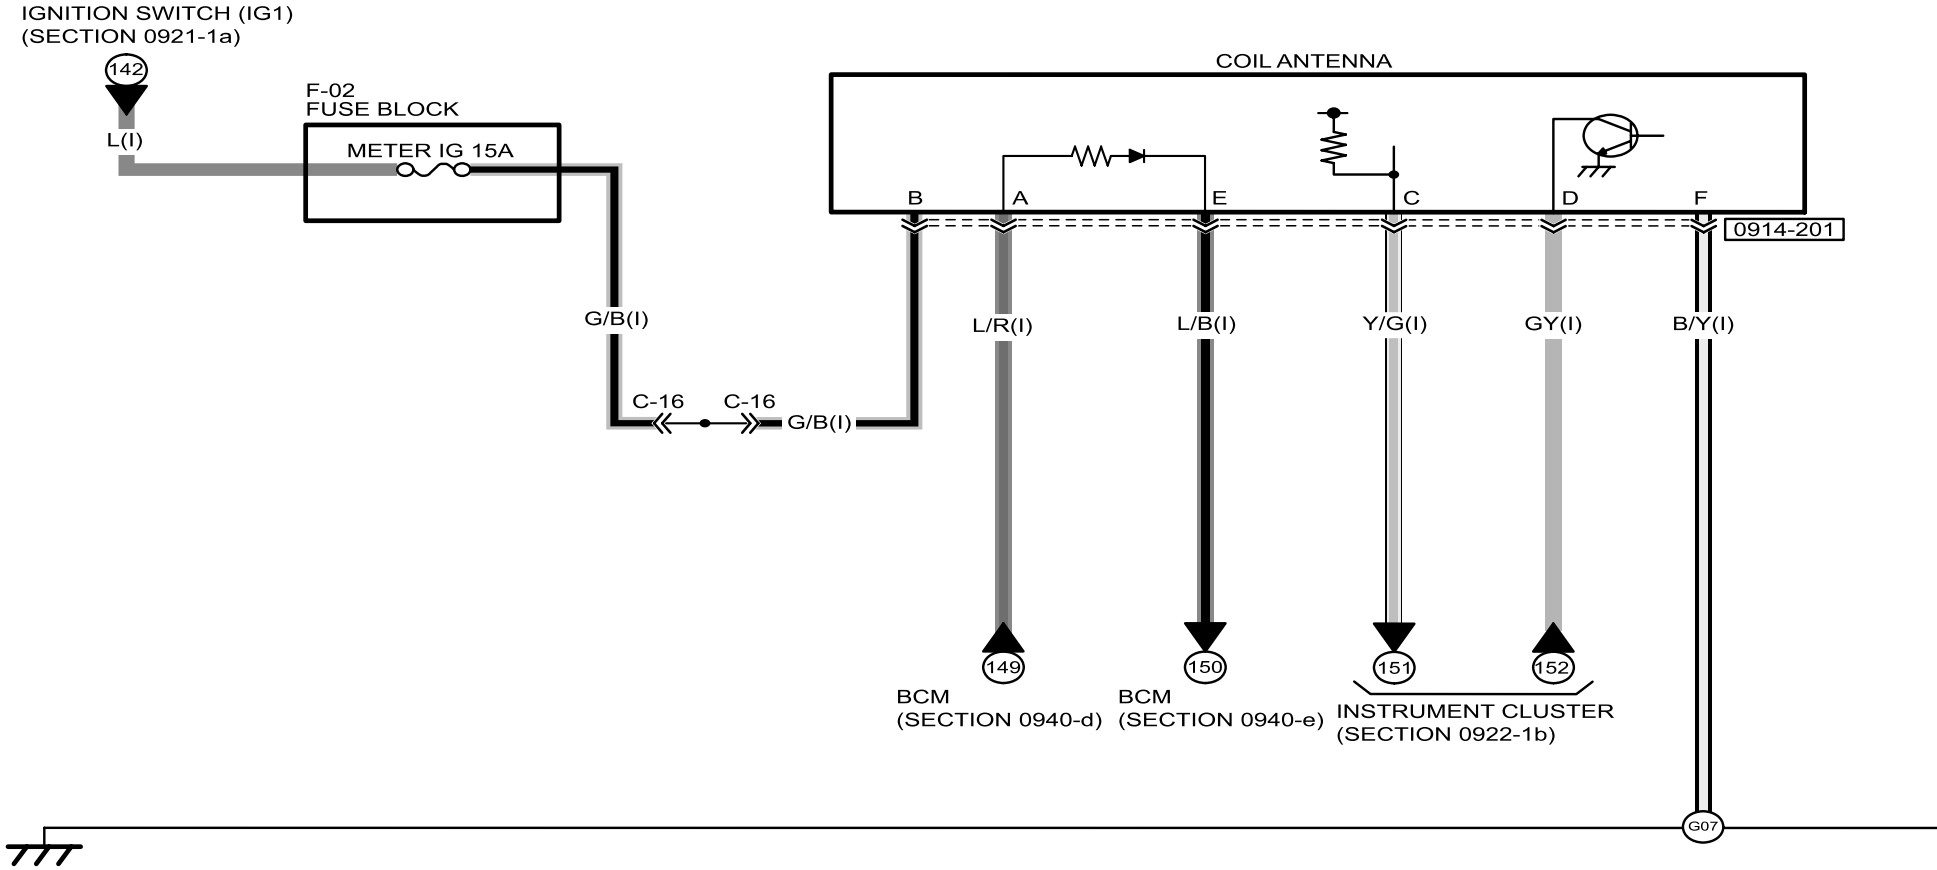 IGNITION SWITCH (IG1)
(SECTION 0921-1a)
142
L(I)
F-02
FUSE BLOCK
METER IG 15A
G/B(I)
C-16
C-16
G/B(I)
COIL ANTENNA
B
A
E
C
D
F
0914-201
L/R(I)
L/B(I)
Y/G(I)
GY(I)
B/Y(I)
149
150
151
152
BCM
(SECTION 0940-d)
BCM
(SECTION 0940-e)
INSTRUMENT CLUSTER
(SECTION 0922-1b)
G07